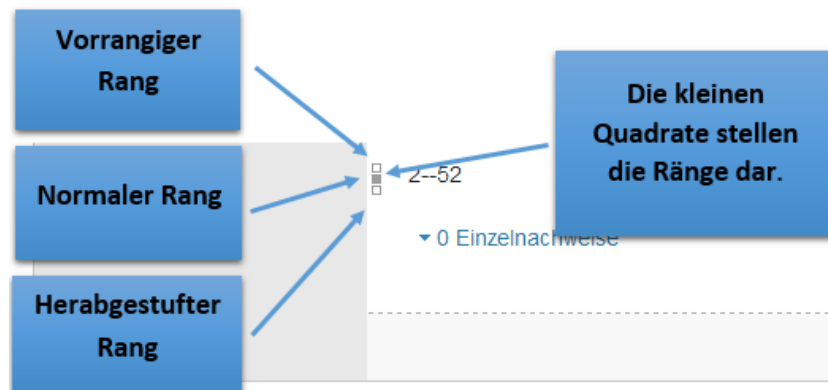 Vorrangiger
Rang
Normaler Rang
Herabgestufter
Rang
2--52
0 Einzelnachweise
Die kleinen
Quadrate stellen
die Ränge dar.